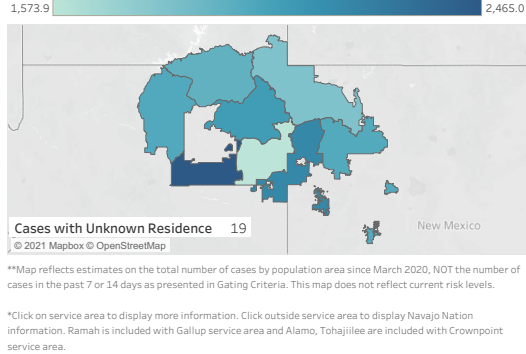 1,573.9
2,465.0
New Mexico
Cases with Unknown Residence 19
© 2021 Mapbox © OpenStreetMap
**Map reflects estimates on the total number of cases by population area since March 2020, NOT the number of
cases in the past 7 or 14 days as presented in Gating Criteria. This map does not reflect current risk levels.
*Click on service area to display more information. Click outside service area to display Navajo Nation
information. Ramah is included with Gallup service area and Alamo, Tohajiilee are included with Crownpoint
service area.